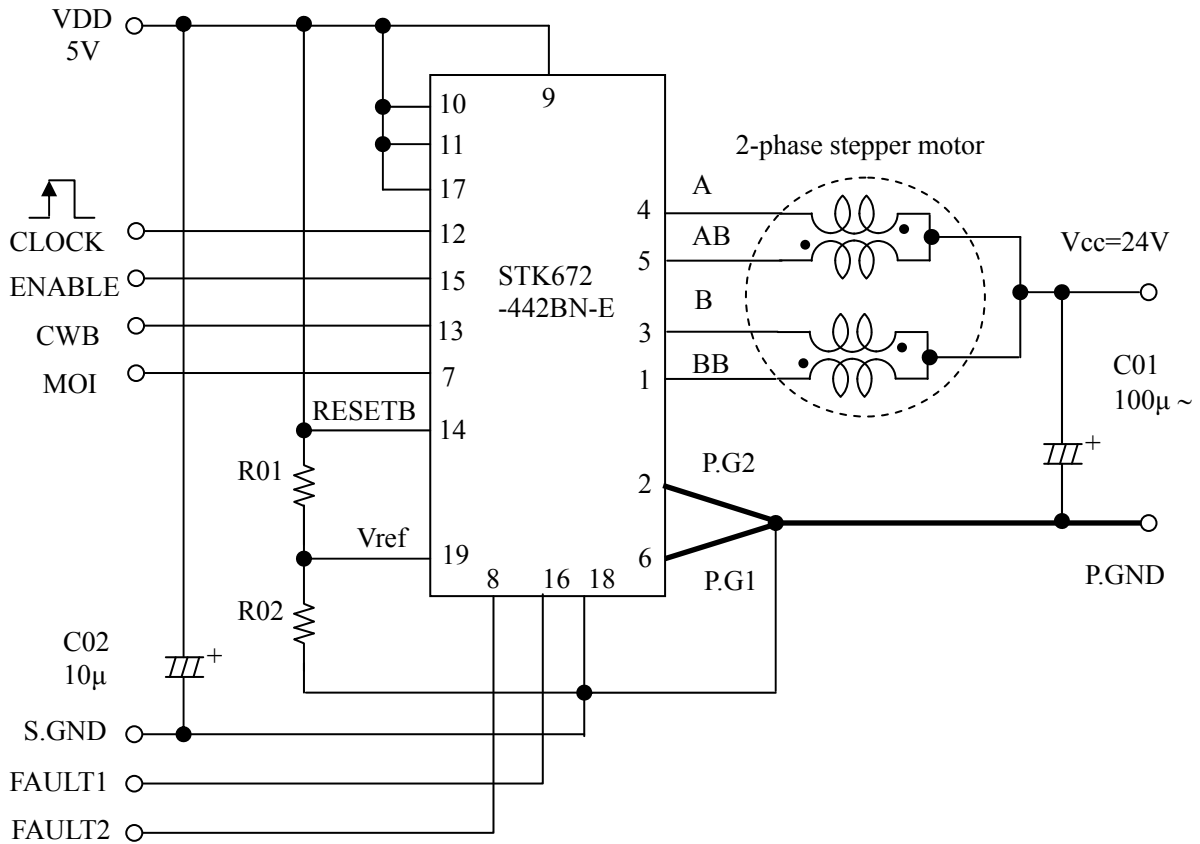 VDD
5V
9
10
11
17
2-phase stepper motor
A
4
CLOCK
12
AB
5
Vcc=24V
ENABLE
15
STK672
-442BN-E
B
CWB
13
3
MOI
7
BB
1
C01
100μ ~
RESETB
14
+
R01
P.G2
2
Vref
19
6
P.G1
P.GND
8
16
18
R02
C02
10μ
+
S.GND
FAULT1
FAULT2